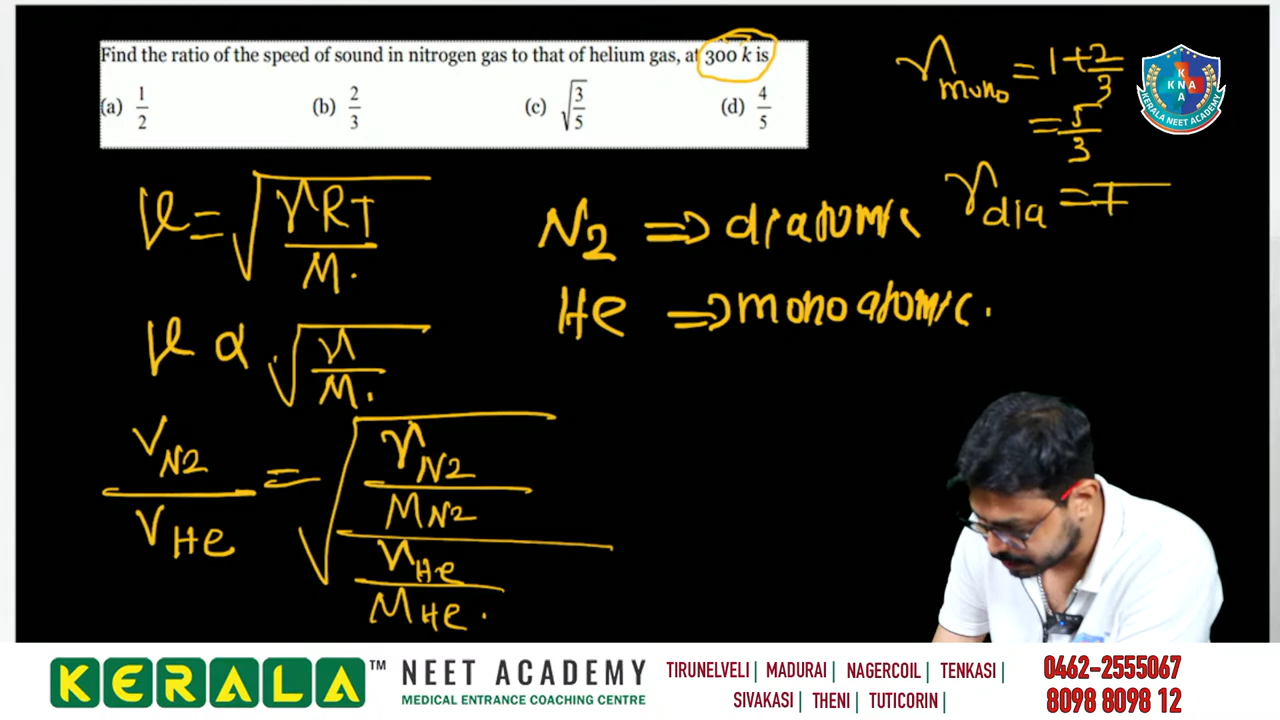 Find the ratio of the speed of sound in nitrogen gas to that of helium gas, at 300 k is
(a) 1/2 (b) 2/3 (c) √3/5 (d) 4/5
γmono = 1+2/3
= 5/3
γdia = 7
KNA
KNA
KERALA NEET ACADEMY
v = √γRT/M.
N2 ⇒ diatomic
He ⇒ monoatomic.
v α √γ/M.
VN2/VHe = √γN2/MN2/γHe/MHe.
KERALA™ NEET ACADEMY
MEDICAL ENTRANCE COACHING CENTRE
TIRUNELVELI | MADURAI | NAGERCOIL | TENKASI |
SIVAKASI | THENI | TUTICORIN |
0462-2555067
8098 8098 12